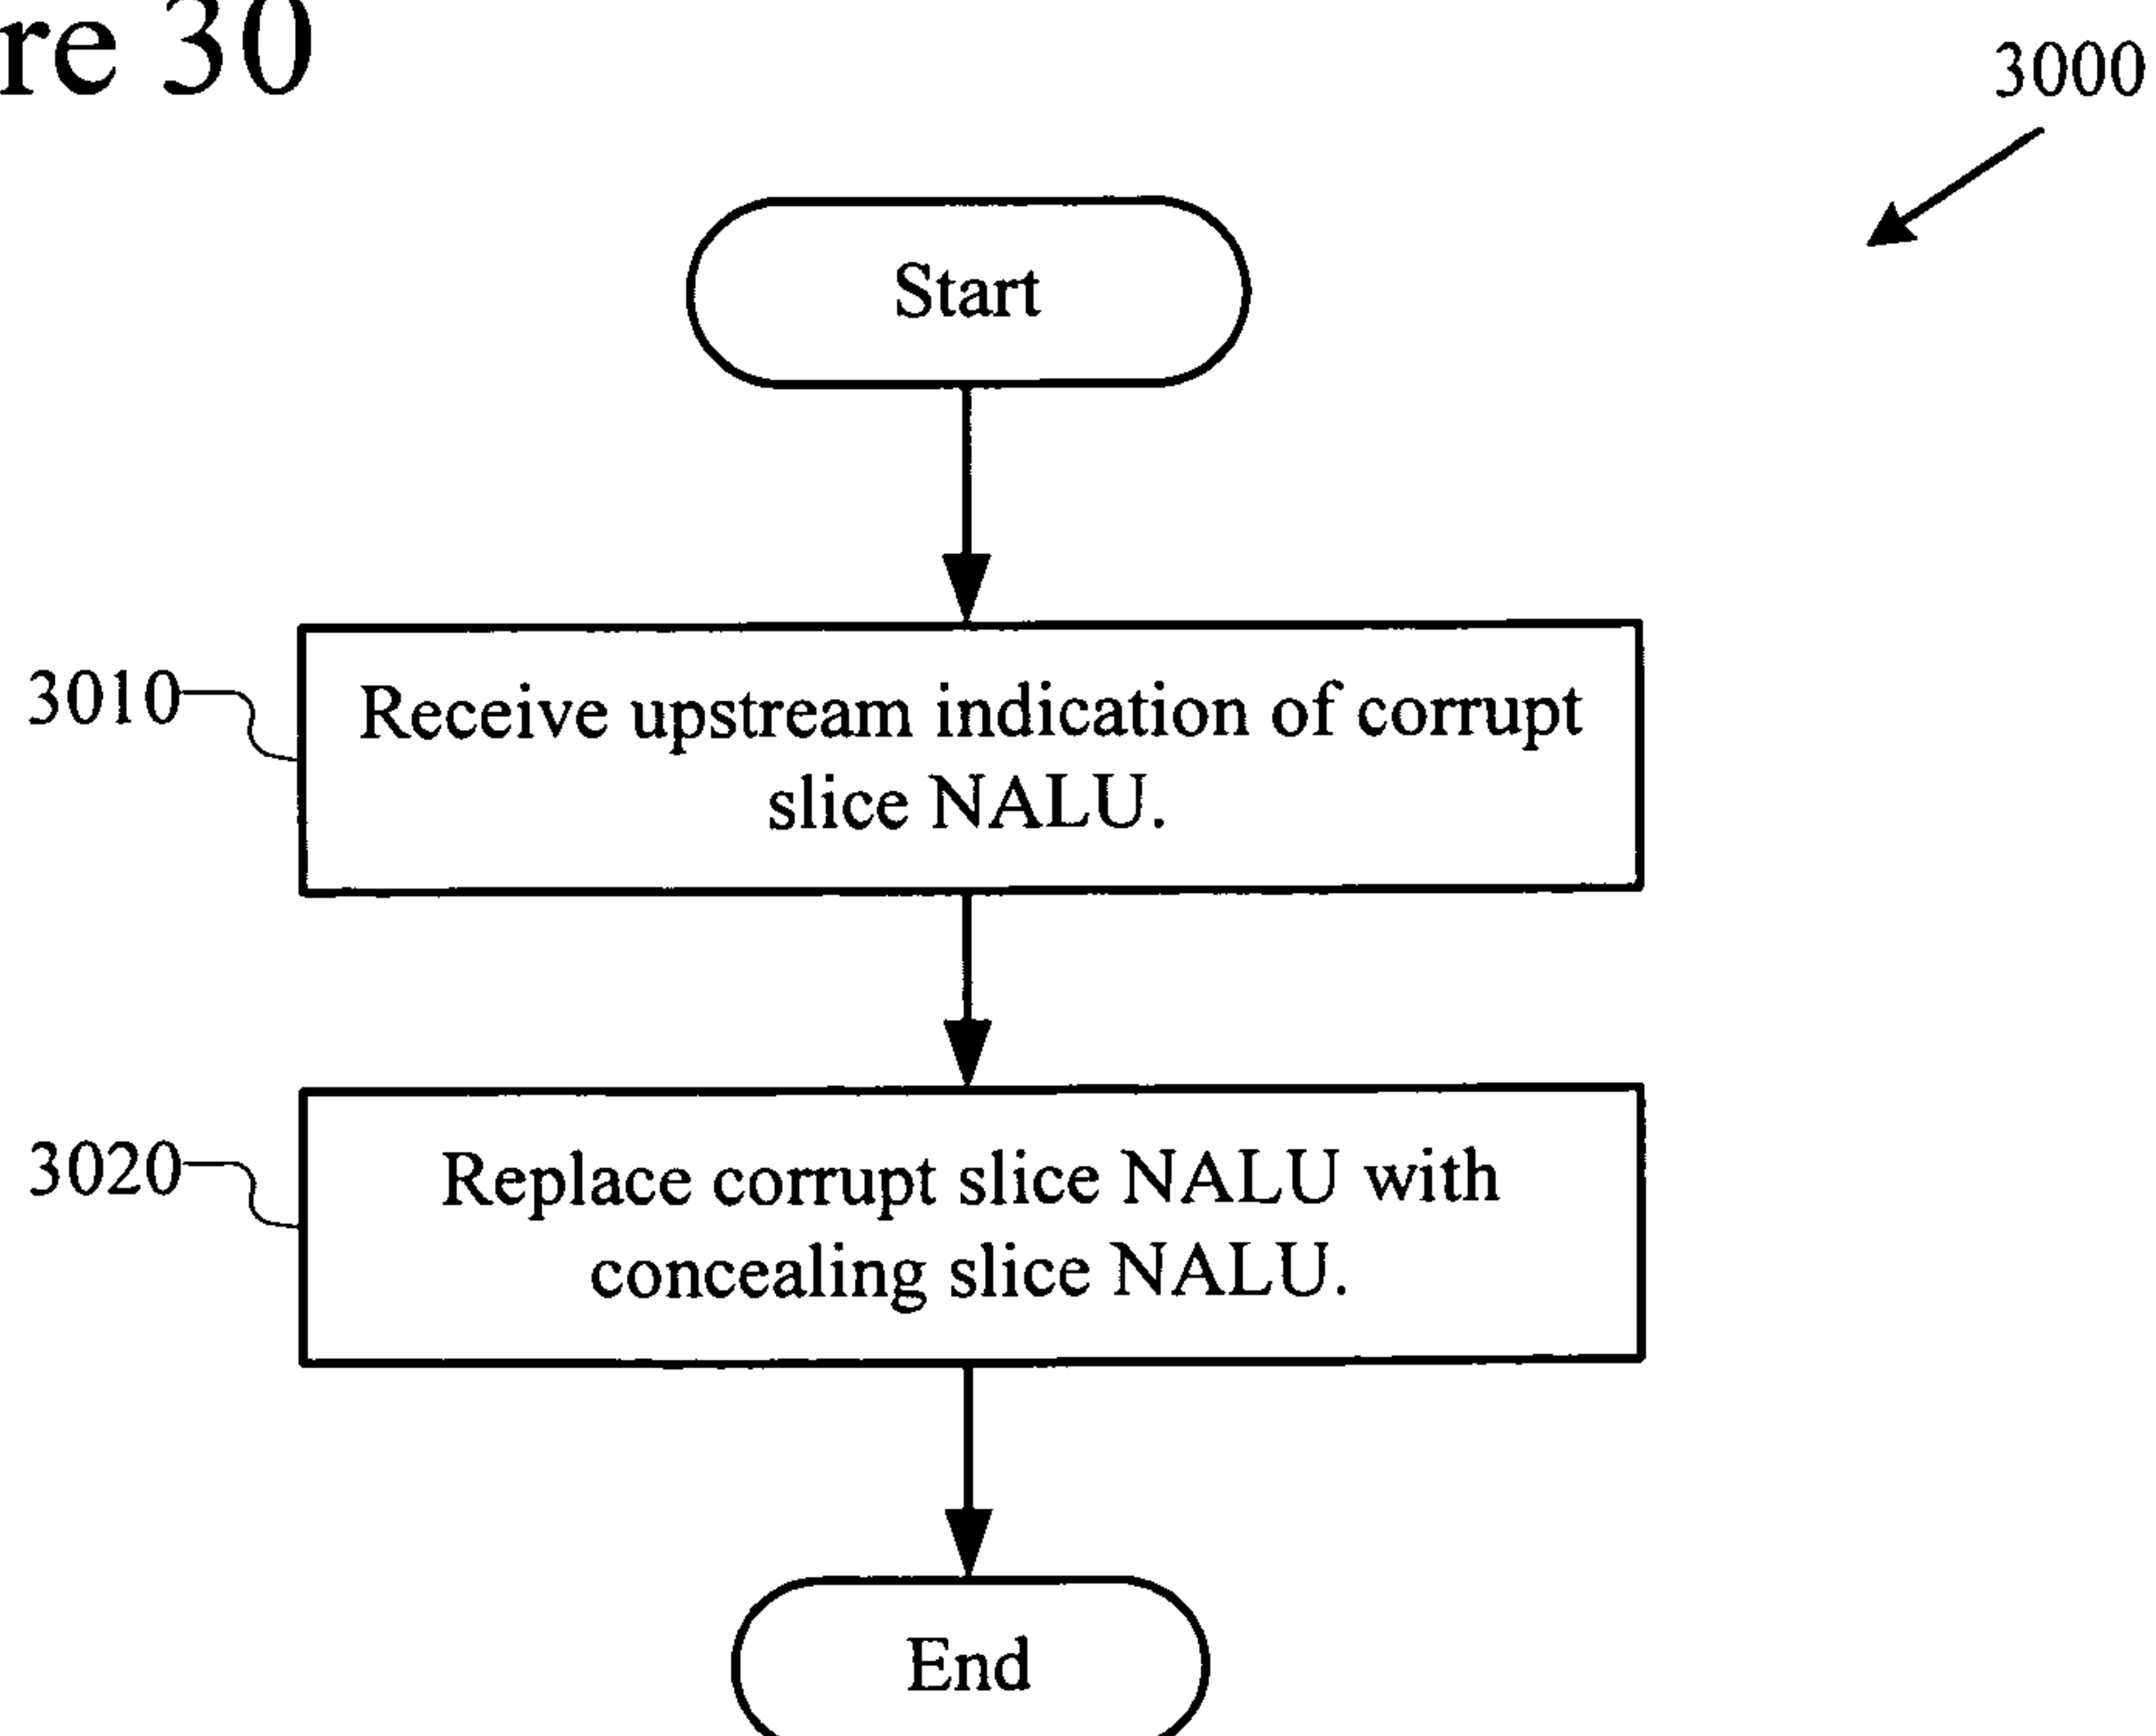 re 30
3000
Start
3010
Receive upstream indication of corrupt
slice NALU.
3020
Replace corrupt slice NALU with
concealing slice NALU.
End